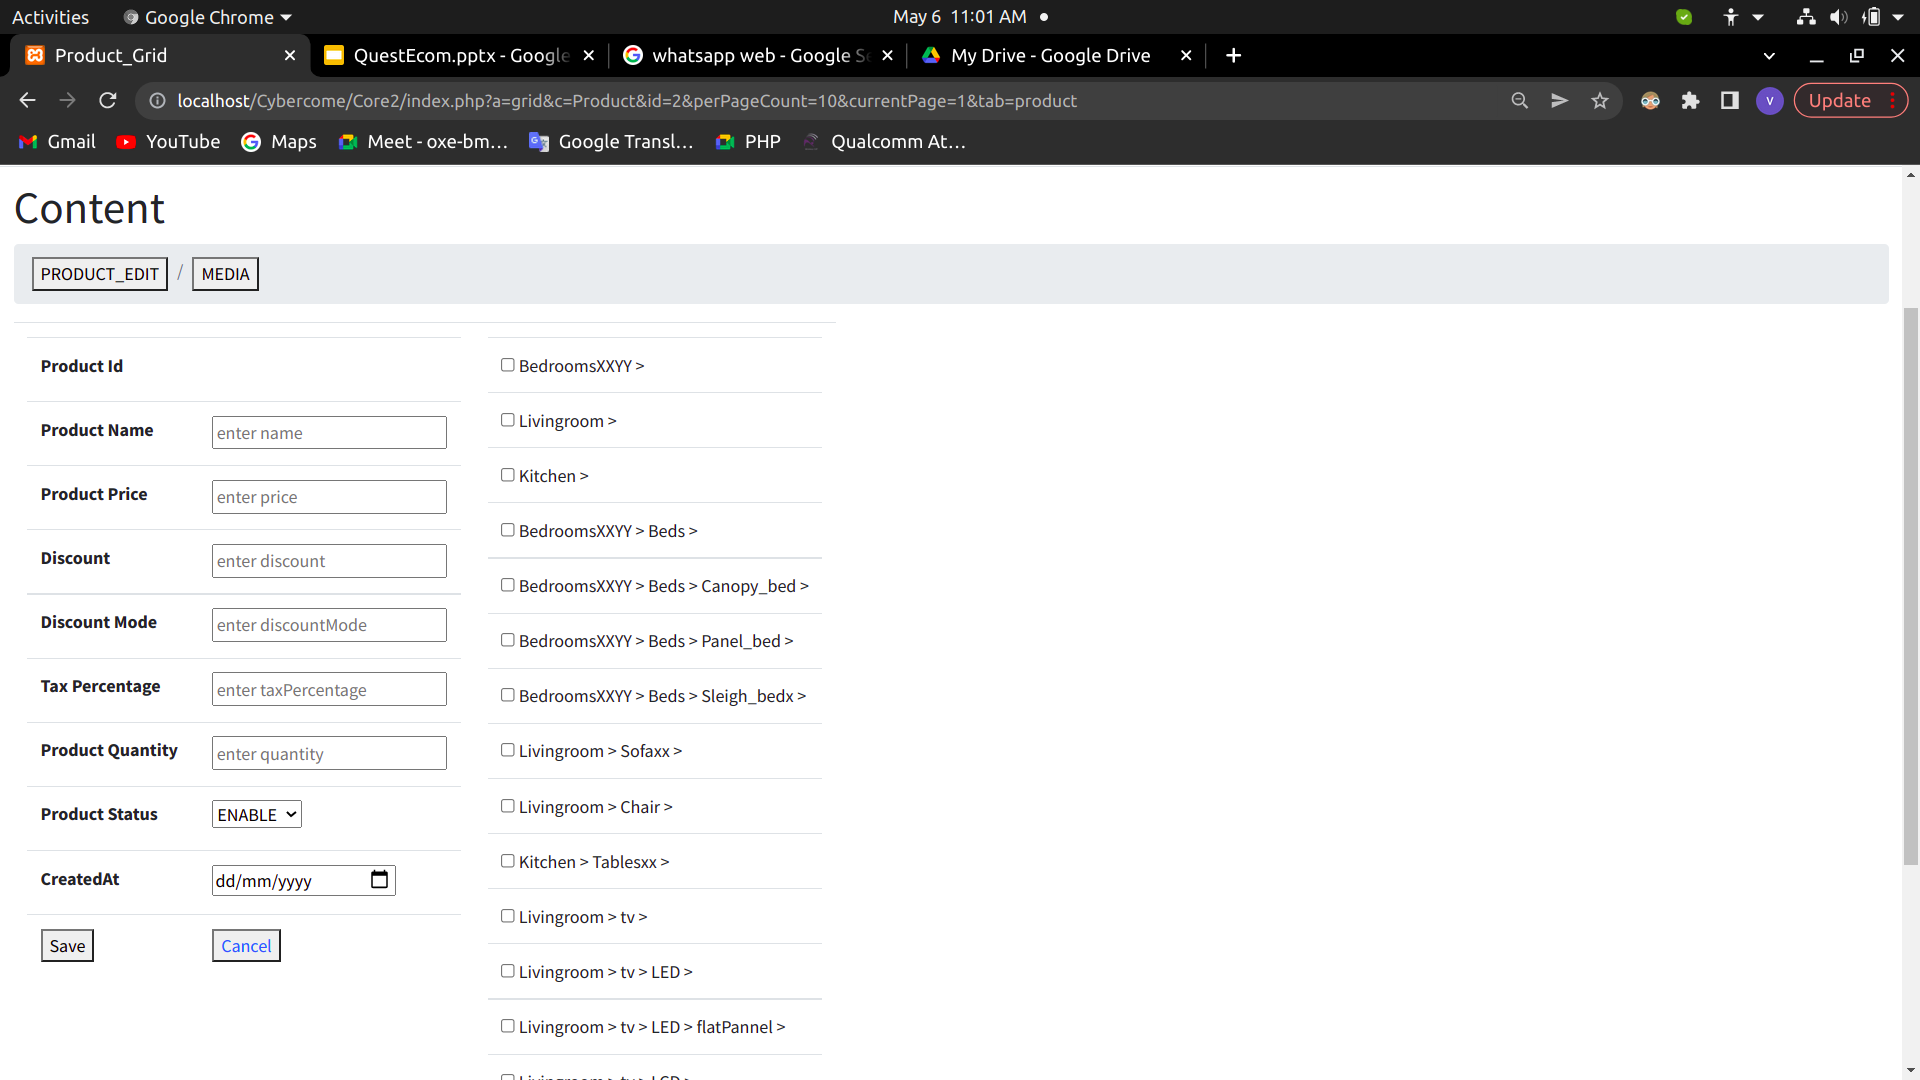 Activities
Google Chrome
May 6 11:01 AM
Product_Grid
QuestEcom.pptx - Google
whatsapp web - Google Se
My Drive - Google Drive
localhost/Cybercome/Core2/index.php?a=grid&c=Product&id=2&perPageCount=10&currentPage=1&tab=product
V
Update
Gmail
YouTube
Maps
Meet - oxe-bm...
Google Transl...
PHP
Qualcomm At...
Content
PRODUCT_EDIT / MEDIA
Product Id
Product Name
enter name
Product Price
enter price
Discount
enter discount
Discount Mode
enter discountMode
Tax Percentage
enter taxPercentage
Product Quantity
enter quantity
Product Status
ENABLE
CreatedAt
dd/mm/yyyy
Save
Cancel
BedroomsXXYY >
Livingroom >
Kitchen >
BedroomsXXYY > Beds >
BedroomsXXYY > Beds > Canopy_bed >
BedroomsXXYY > Beds > Panel_bed >
BedroomsXXYY > Beds > Sleigh_bedx >
Livingroom > Sofaxx >
Livingroom > Chair >
Kitchen > Tablesxx >
Livingroom > tv >
Livingroom > tv > LED >
Livingroom > tv > LED > flatPannel >
Livingroom > tv > LCD >